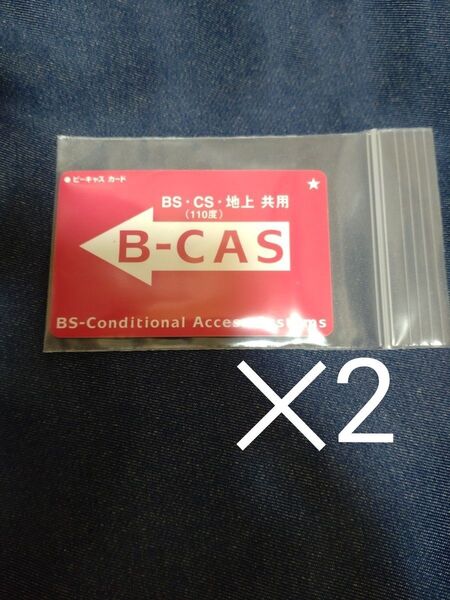 ● ビーキャス カード
★
BS・CS・地上 共用
(110度)
B-CAS
BS-Conditional Access Systems
×2